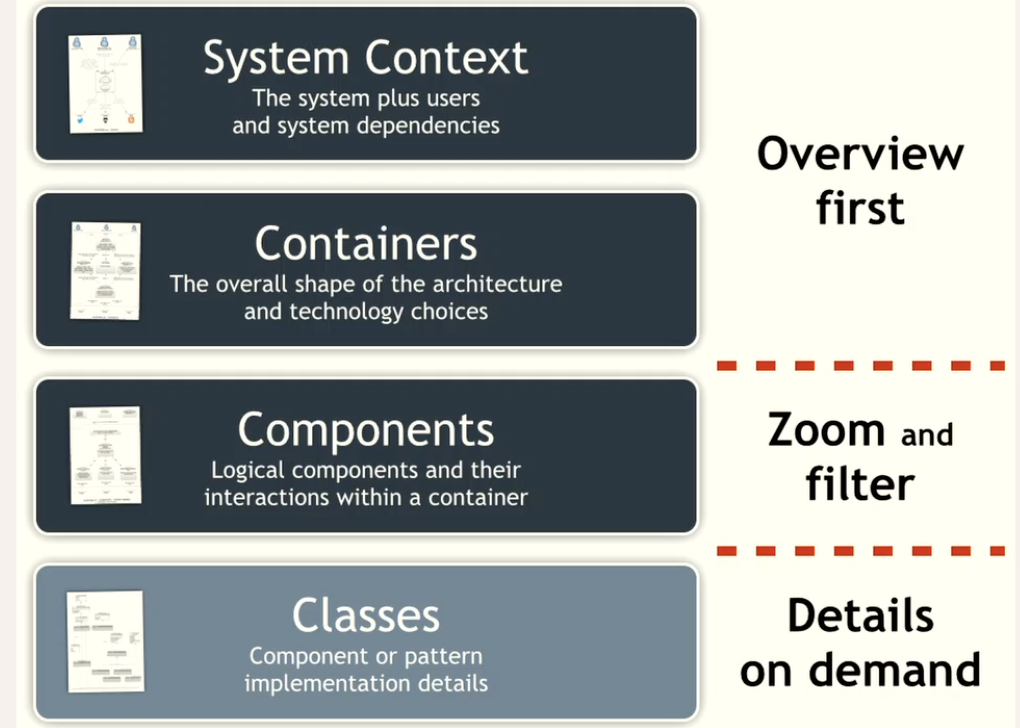 System Context
The system plus users
and system dependencies
Overview
first
Containers
The overall shape of the architecture
and technology choices
Components
Logical components and their
interactions within a container
Zoom and
filter
Classes
Component or pattern
implementation details
Details
on demand